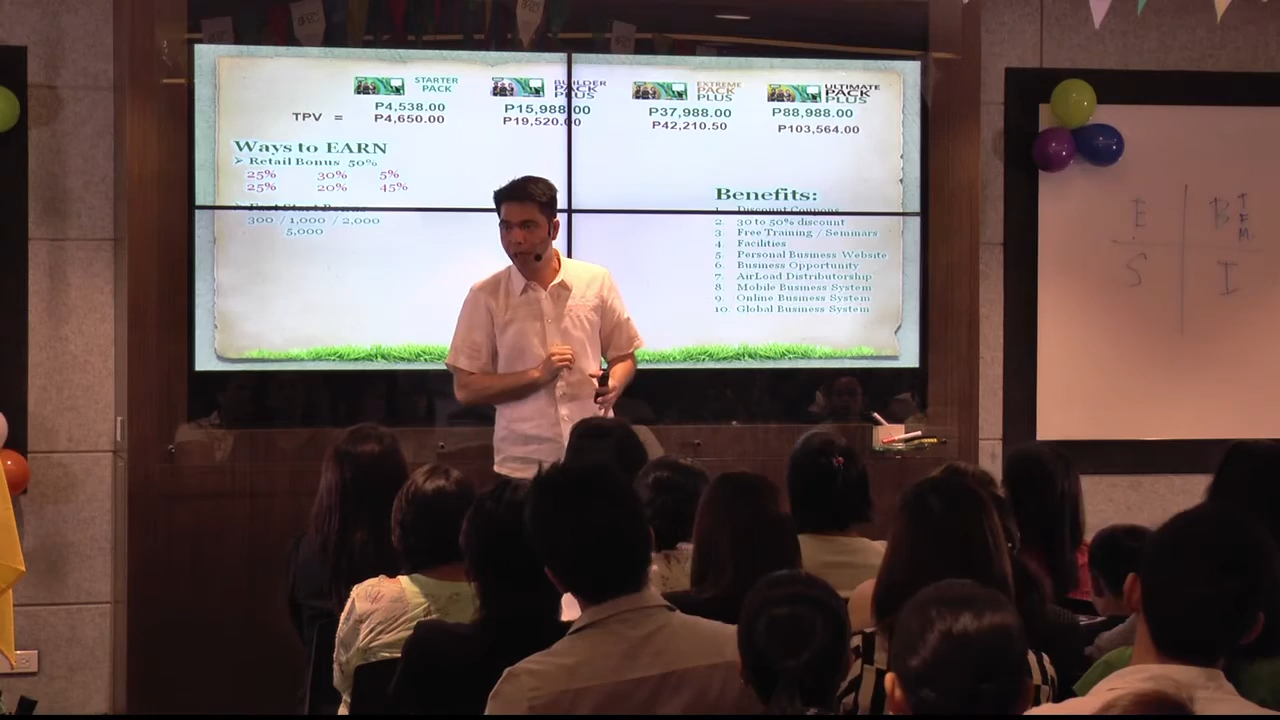 STARTER PACK
BUILDER PACK PLUS
EXTREME PACK PLUS
ULTIMATE PACK PLUS
P4,538.00 P15,988.00 P37,988.00 P88,988.00
TPV = P4,650.00 P19,520.00 P42,210.50 P103,564.00
Ways to EARN
Retail Bonus 50%
25% 30% 5%
25% 20% 45%
Fast Start Bonus
300 / 1,000 / 2,000
5,000
Benefits:
1. Discount Coupons
2. 30 to 50% discount
3. Free Training / Seminars
4. Facilities
5. Personal Business Website
6. Business Opportunity
7. AirLoad Distributorship
8. Mobile Business System
9. Online Business System
10. Global Business System
E B
S I